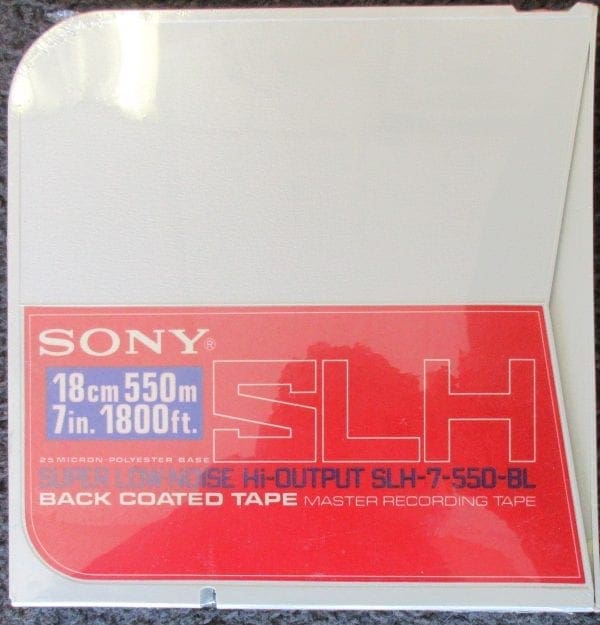 SONY®
18cm 550m
7in. 1800ft.
SLH
25 MICRON-POLYESTER BASE
SUPER LOW NOISE Hi-OUTPUT SLH-7-550-BL
BACK COATED TAPE MASTER RECORDING TAPE